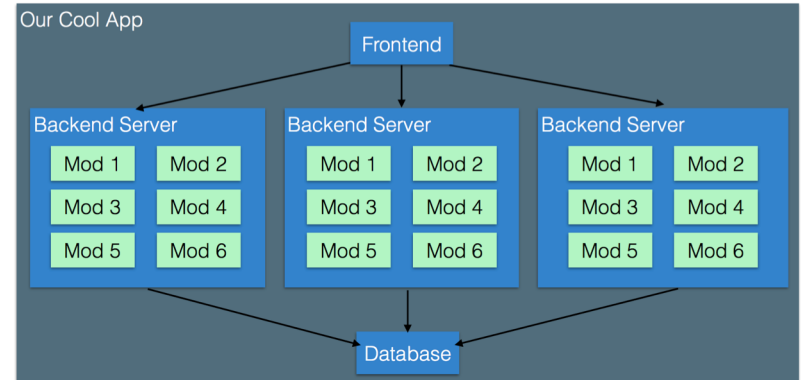 Our Cool App
Frontend
Backend Server
Mod 1 Mod 2
Mod 3 Mod 4
Mod 5 Mod 6
Backend Server
Mod 1 Mod 2
Mod 3 Mod 4
Mod 5 Mod 6
Backend Server
Mod 1 Mod 2
Mod 3 Mod 4
Mod 5 Mod 6
Database